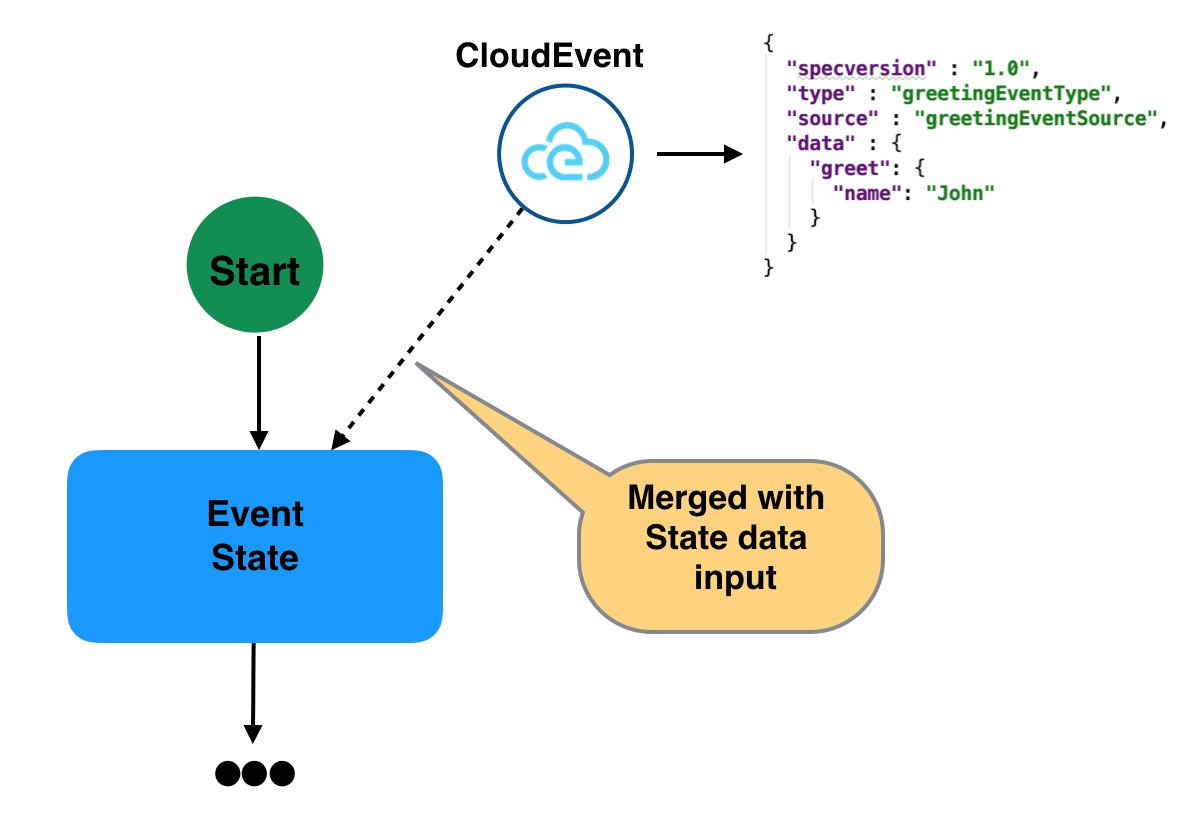 CloudEvent
{
"specversion" : "1.0",
"type" : "greetingEventType",
"source" : "greetingEventSource",
"data" : {
"greet": {
"name": "John"
}
}
}
Start
Event
State
Merged with
State data
input